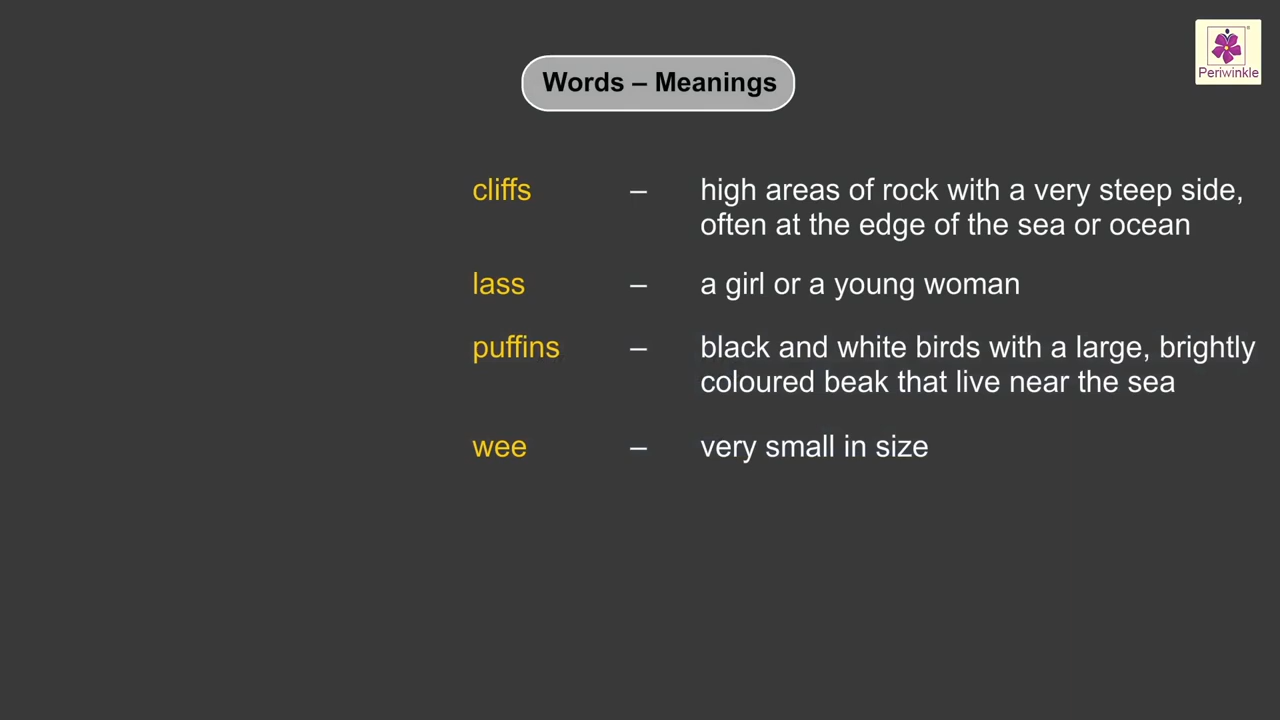 Periwinkle
Words – Meanings
cliffs – high areas of rock with a very steep side,
often at the edge of the sea or ocean
lass – a girl or a young woman
puffins – black and white birds with a large, brightly
coloured beak that live near the sea
wee – very small in size